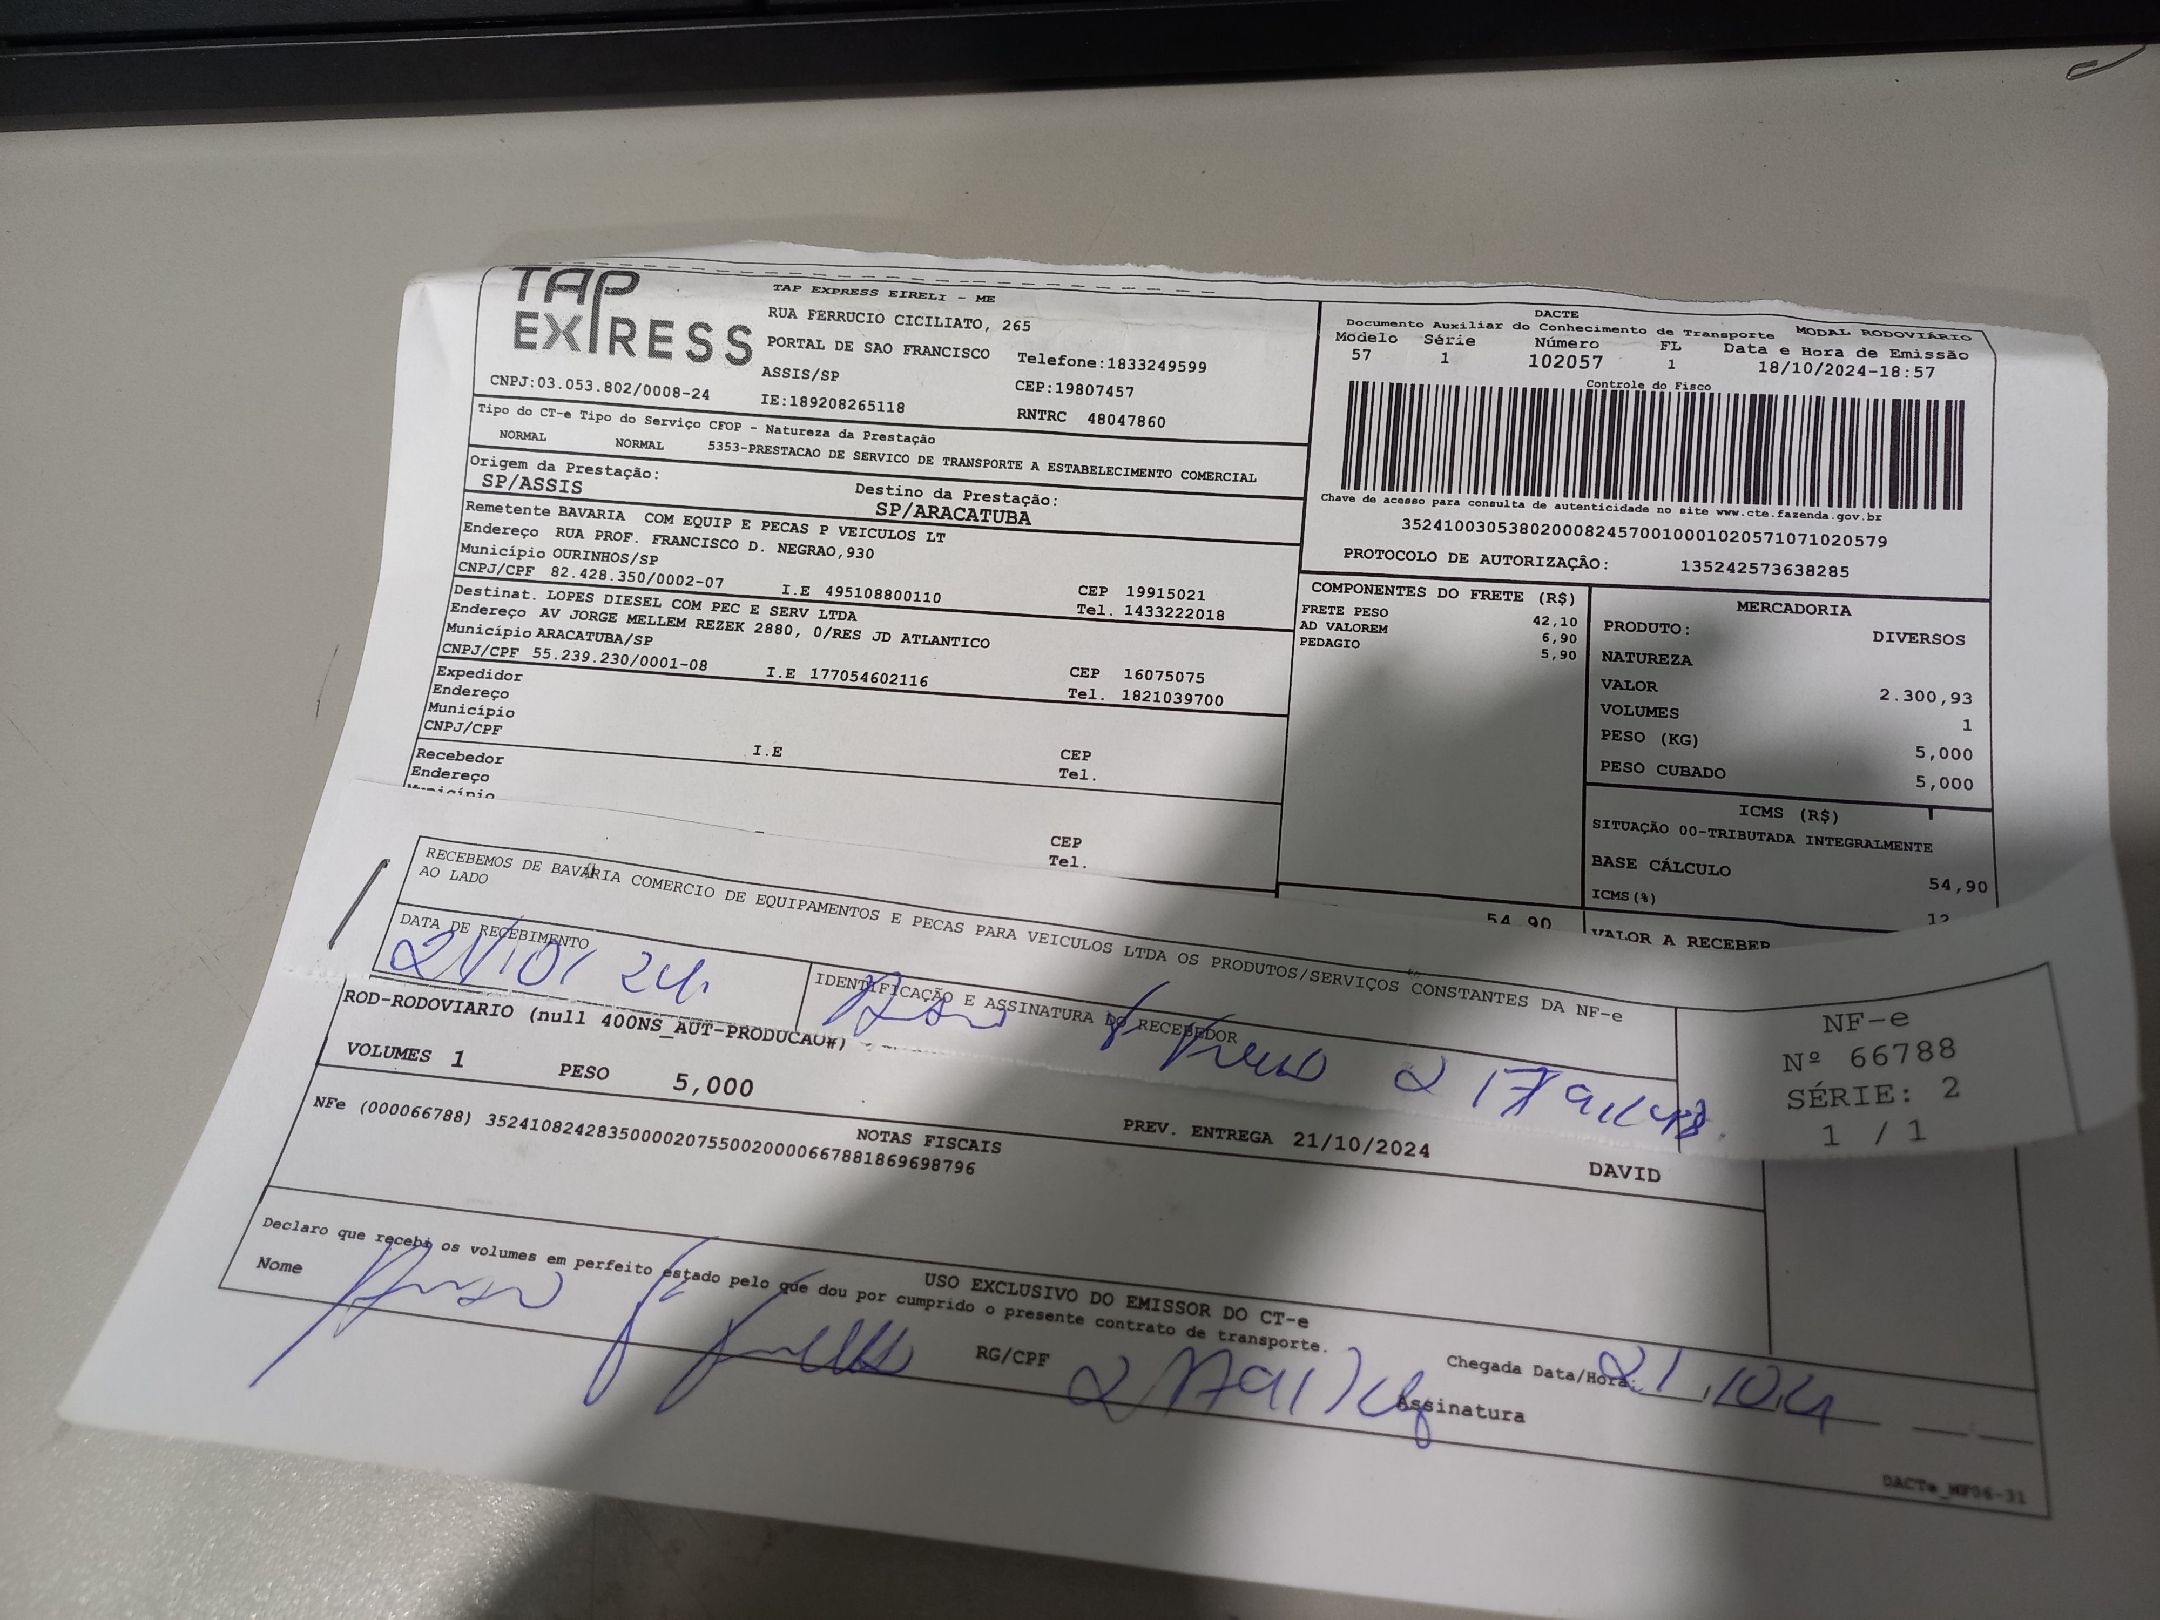 TAP EXPRESS
TAP EXPRESS EIRELI - ME
RUA FERRUCIO CICILIATO, 265
PORTAL DE SAO FRANCISCO Telefone:1833249599
ASSIS/SP CEP:19807457
CNPJ:03.053.802/0008-24 IE:189208265118 RNTRC 48047860
Tipo do CT-e Tipo do Serviço CFOP - Natureza da Prestação
NORMAL NORMAL 5353-PRESTACAO DE SERVICO DE TRANSPORTE A ESTABELECIMENTO COMERCIAL
Origem da Prestação: Destino da Prestação:
SP/ASSIS SP/ARACATUBA
Remetente BAVARIA COM EQUIP E PECAS P VEICULOS LT
Endereço RUA PROF. FRANCISCO D. NEGRAO,930
Município OURINHOS/SP CEP 19915021
CNPJ/CPF 82.428.350/0002-07 I.E 495108800110 Tel. 1433222018
Destinat. LOPES DIESEL COM PEC E SERV LTDA
Endereço AV JORGE MELLEM REZEK 2880, 0/RES JD ATLANTICO
Município ARACATUBA/SP CEP 16075075
CNPJ/CPF 55.239.230/0001-08 I.E 177054602116 Tel. 1821039700
Expedidor
Endereço
Município CEP
CNPJ/CPF I.E Tel.
Recebedor
Endereço
Município CEP
Tel.
DACTE
Documento Auxiliar do Conhecimento de Transporte MODAL RODOVIÁRIO
Modelo Série Número FL Data e Hora de Emissão
57 1 102057 1 18/10/2024-18:57
Controle do Fisco
Chave de acesso para consulta de autenticidade no site www.cte.fazenda.gov.br
35241003053802000824570010001020571071020579
PROTOCOLO DE AUTORIZAÇÂO: 135242573638285
COMPONENTES DO FRETE (R$)
FRETE PESO 42,10
AD VALOREM 6,90
PEDAGIO 5,90
54,90
MERCADORIA
PRODUTO: DIVERSOS
NATUREZA
VALOR 2.300,93
VOLUMES 1
PESO (KG) 5,000
PESO CUBADO 5,000
ICMS (R$)
SITUAÇÃO 00-TRIBUTADA INTEGRALMENTE
BASE CÁLCULO 54,90
ICMS(%) 12
VALOR A RECEBER
RECEBEMOS DE BAVARIA COMERCIO DE EQUIPAMENTOS E PECAS PARA VEICULOS LTDA OS PRODUTOS/SERVIÇOS CONSTANTES DA NF-e
AO LADO
DATA DE RECEBIMENTO IDENTIFICAÇÃO E ASSINATURA DO RECEBEDOR
21/10/24
NF-e
Nº 66788
SÉRIE: 2
1 / 1
ROD-RODOVIARIO (null 400NS_AUT-PRODUCAO#)
VOLUMES 1 PESO 5,000 PREV. ENTREGA 21/10/2024 DAVID
NOTAS FISCAIS
NFe (000066788) 35241082428350000207550020000667881869698796
USO EXCLUSIVO DO EMISSOR DO CT-e
Declaro que recebi os volumes em perfeito estado pelo que dou por cumprido o presente contrato de transporte.
Nome RG/CPF Chegada Data/Hora:
Assinatura
DACTe_MF06-31